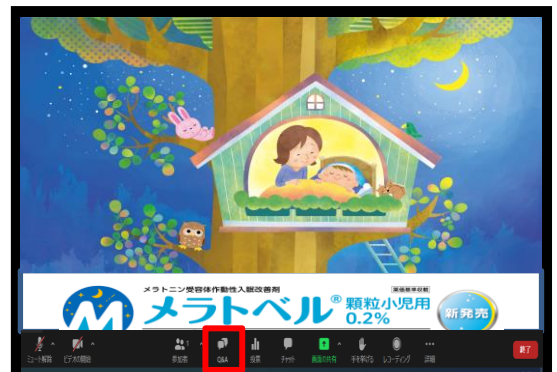 メラトニン受容体作動性入眠改善剤
薬価基準収載
メラトベル® 顆粒小児用
0.2%
新発売
ミュート解除 ビデオの開始 参加者 1 Q&A 投票 チャット 画面の共有 手を挙げる レコーディング 詳細 終了